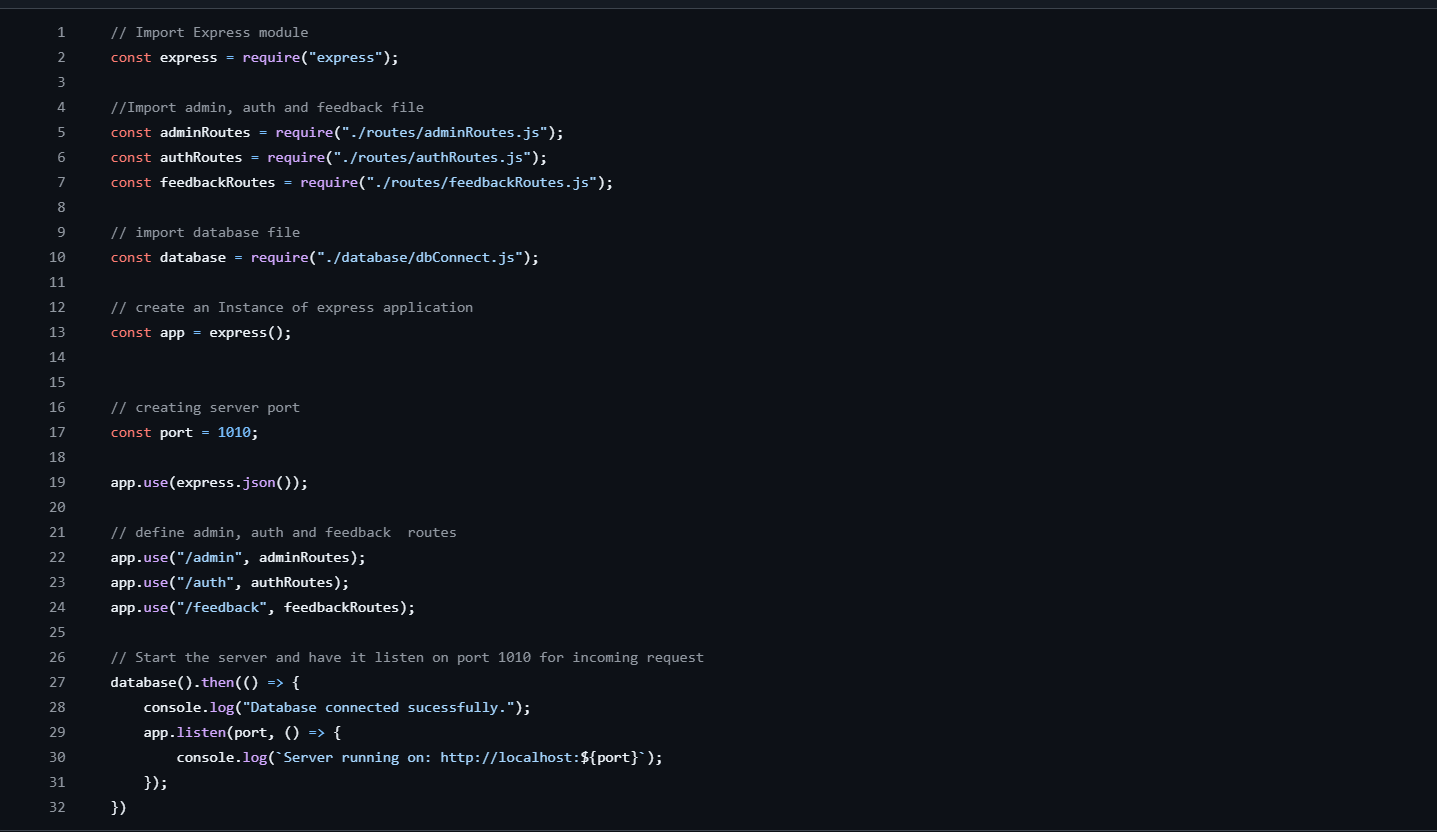 1 // Import Express module
2 const express = require("express");
3
4 //Import admin, auth and feedback file
5 const adminRoutes = require("./routes/adminRoutes.js");
6 const authRoutes = require("./routes/authRoutes.js");
7 const feedbackRoutes = require("./routes/feedbackRoutes.js");
8
9 // import database file
10 const database = require("./database/dbConnect.js");
11
12 // create an Instance of express application
13 const app = express();
14
15
16 // creating server port
17 const port = 1010;
18
19 app.use(express.json());
20
21 // define admin, auth and feedback  routes
22 app.use("/admin", adminRoutes);
23 app.use("/auth", authRoutes);
24 app.use("/feedback", feedbackRoutes);
25
26 // Start the server and have it listen on port 1010 for incoming request
27 database().then(() => {
28     console.log("Database connected sucessfully.");
29     app.listen(port, () => {
30         console.log(`Server running on: http://localhost:${port}`);
31     });
32 })